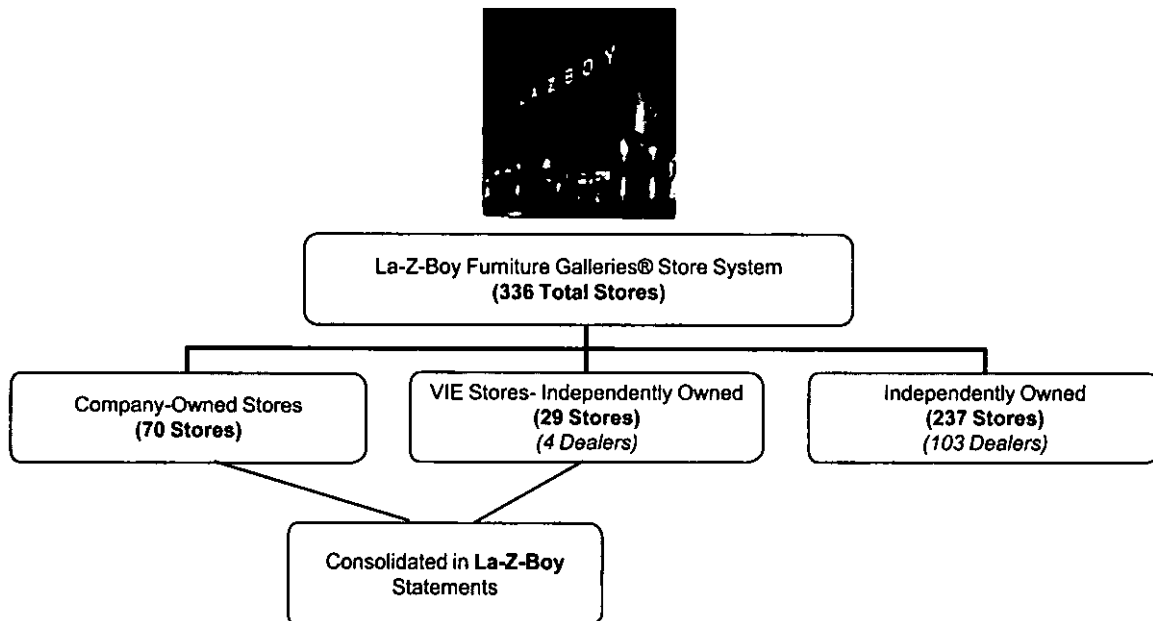 LAZBOY
La-Z-Boy Furniture Galleries® Store System
(336 Total Stores)
Company-Owned Stores
(70 Stores)
VIE Stores- Independently Owned
(29 Stores)
(4 Dealers)
Independently Owned
(237 Stores)
(103 Dealers)
Consolidated in La-Z-Boy
Statements